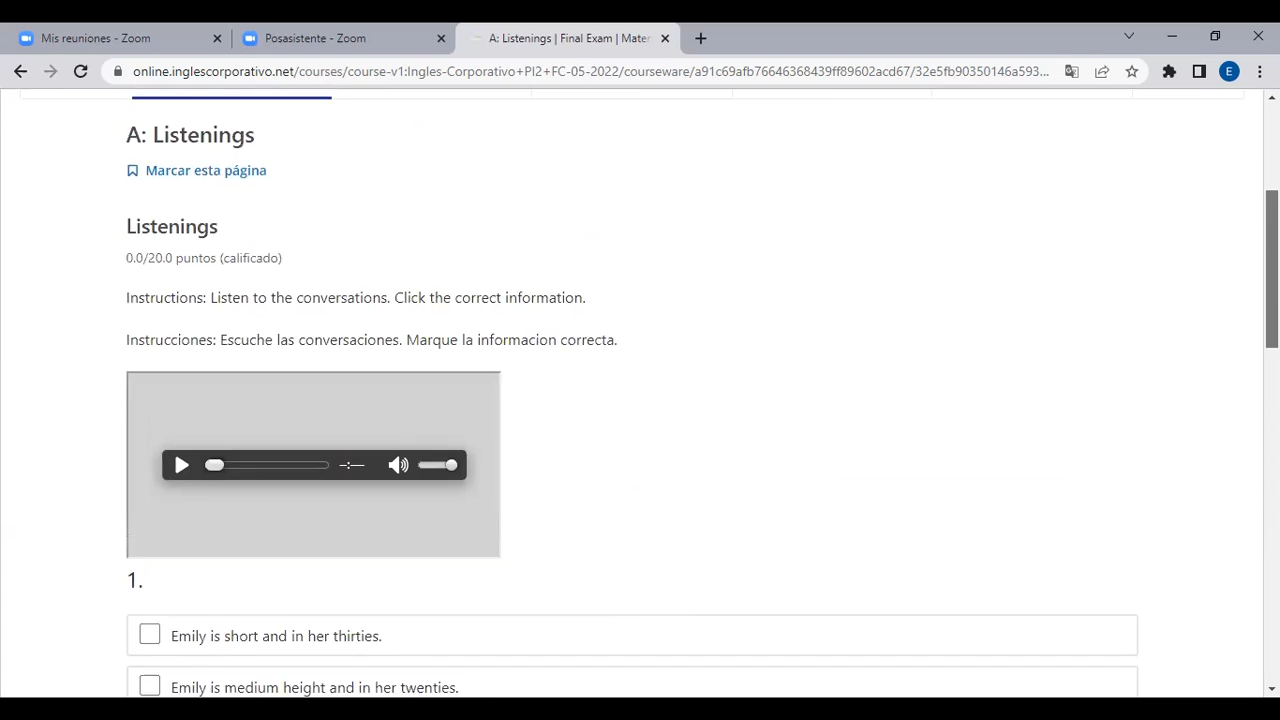 Mis reuniones - Zoom
Posasistente - Zoom
A: Listenings | Final Exam | Mater
online.inglescorporativo.net/courses/course-v1:Ingles-Corporativo+PI2+FC-05-2022/courseware/a91c69afb76646368439ff89602acd67/32e5fb90350146a593...
E
A: Listenings
Marcar esta página
Listenings
0.0/20.0 puntos (calificado)
Instructions: Listen to the conversations. Click the correct information.
Instrucciones: Escuche las conversaciones. Marque la informacion correcta.
--:--
1.
Emily is short and in her thirties.
Emily is medium height and in her twenties.